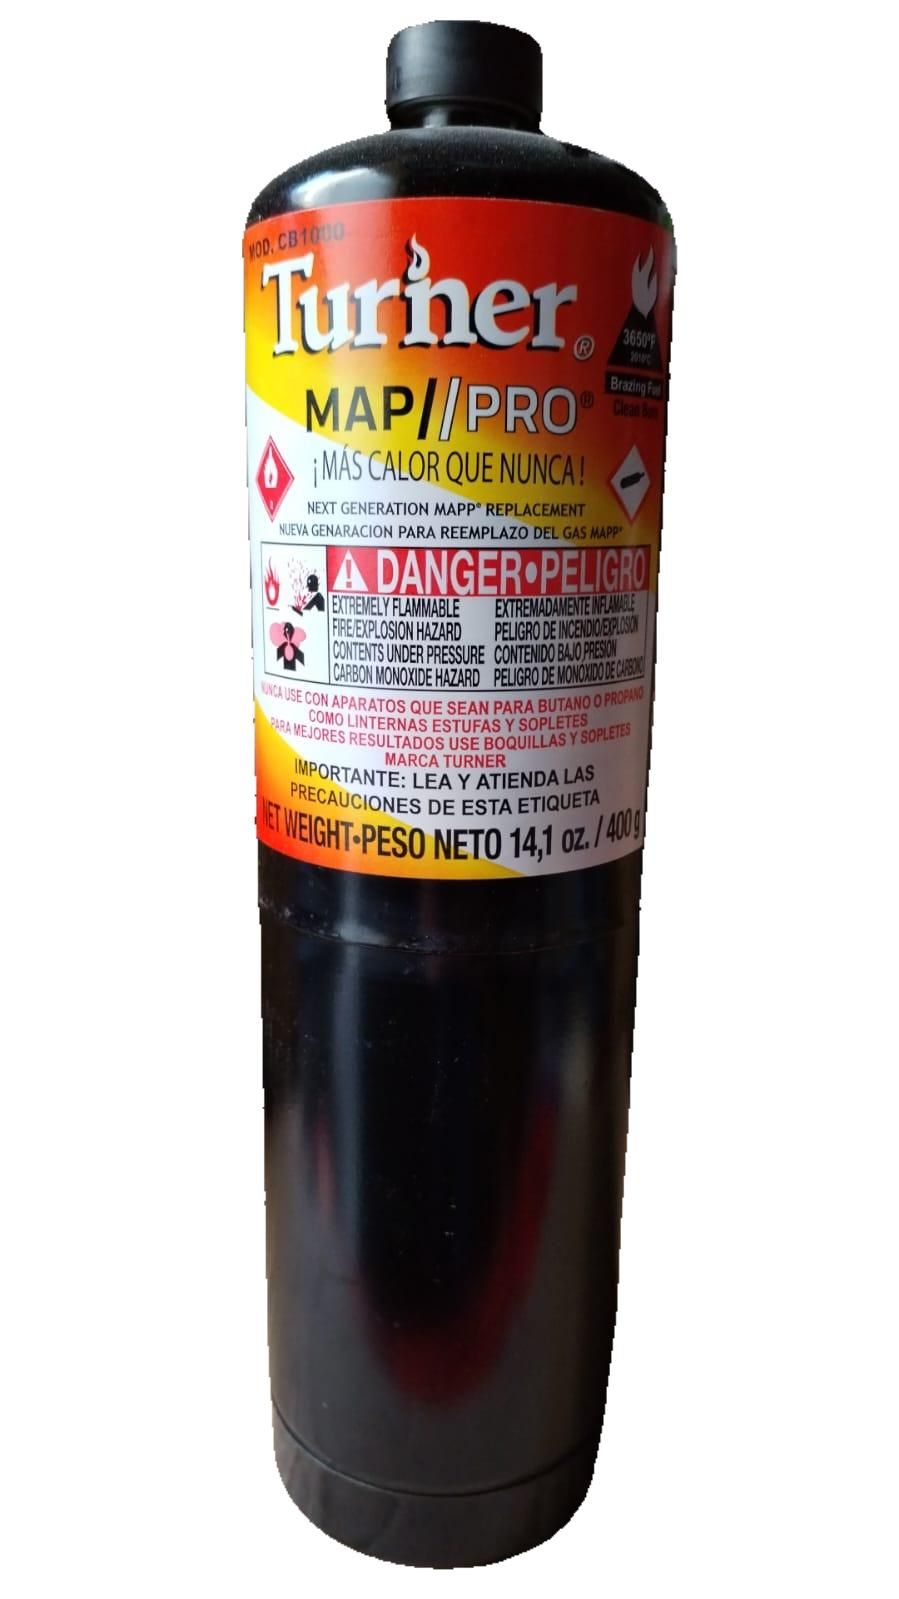 MOD. CB1000
Turner®
3650°F
2010°C
Brazing Fuel
Clean Burn
MAP//PRO®
¡MÁS CALOR QUE NUNCA!
NEXT GENERATION MAPP® REPLACEMENT
NUEVA GENARACION PARA REEMPLAZO DEL GAS MAPP®
DANGER•PELIGRO
EXTREMELY FLAMMABLE
FIRE/EXPLOSION HAZARD
CONTENTS UNDER PRESSURE
CARBON MONOXIDE HAZARD
EXTREMADAMENTE INFLAMABLE
PELIGRO DE INCENDIO/EXPLOSION
CONTENIDO BAJO PRESION
PELIGRO DE MONOXIDO DE CARBONO
NUNCA USE CON APARATOS QUE SEAN PARA BUTANO O PROPANO
COMO LINTERNAS ESTUFAS Y SOPLETES
PARA MEJORES RESULTADOS USE BOQUILLAS Y SOPLETES
MARCA TURNER
IMPORTANTE: LEA Y ATIENDA LAS
PRECAUCIONES DE ESTA ETIQUETA
NET WEIGHT•PESO NETO 14,1 oz. / 400 g